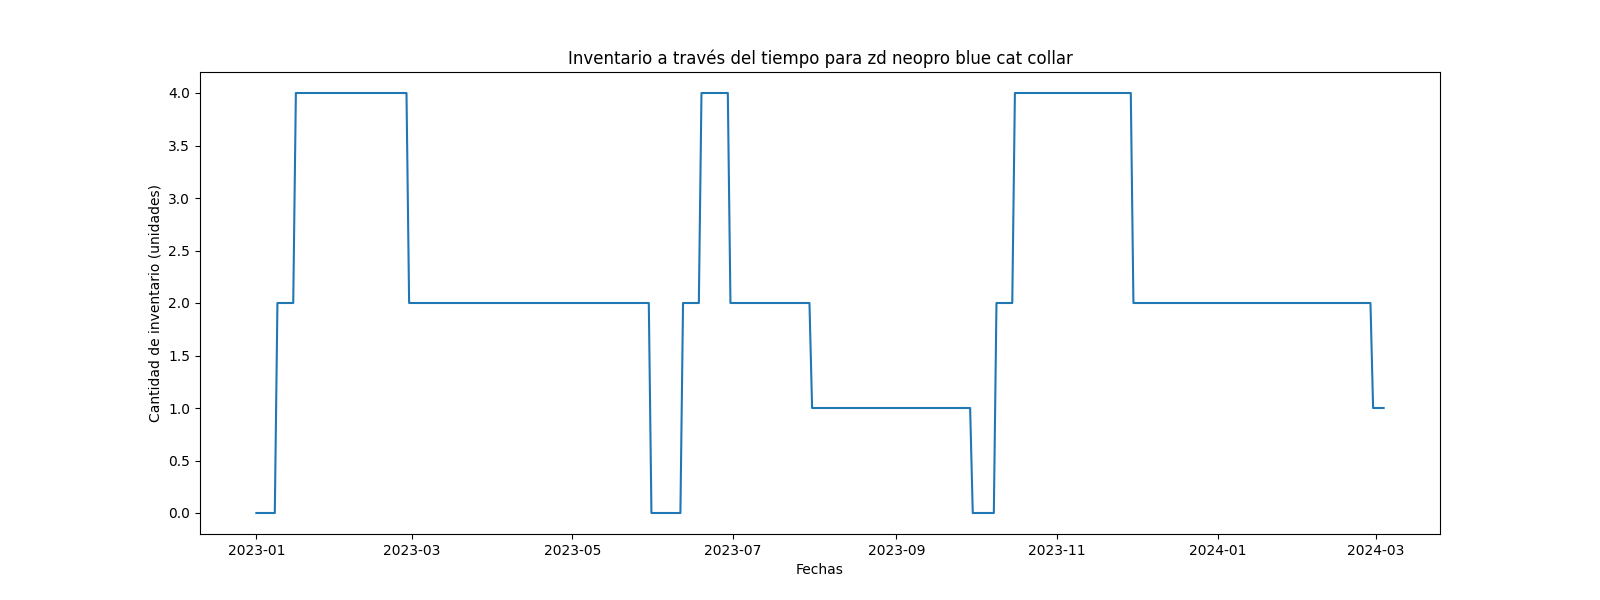 Inventario a través del tiempo para zd neopro blue cat collar
Cantidad de inventario (unidades)
4.0
3.5
3.0
2.5
2.0
1.5
1.0
0.5
0.0
2023-01 2023-03 2023-05 2023-07 2023-09 2023-11 2024-01 2024-03
Fechas